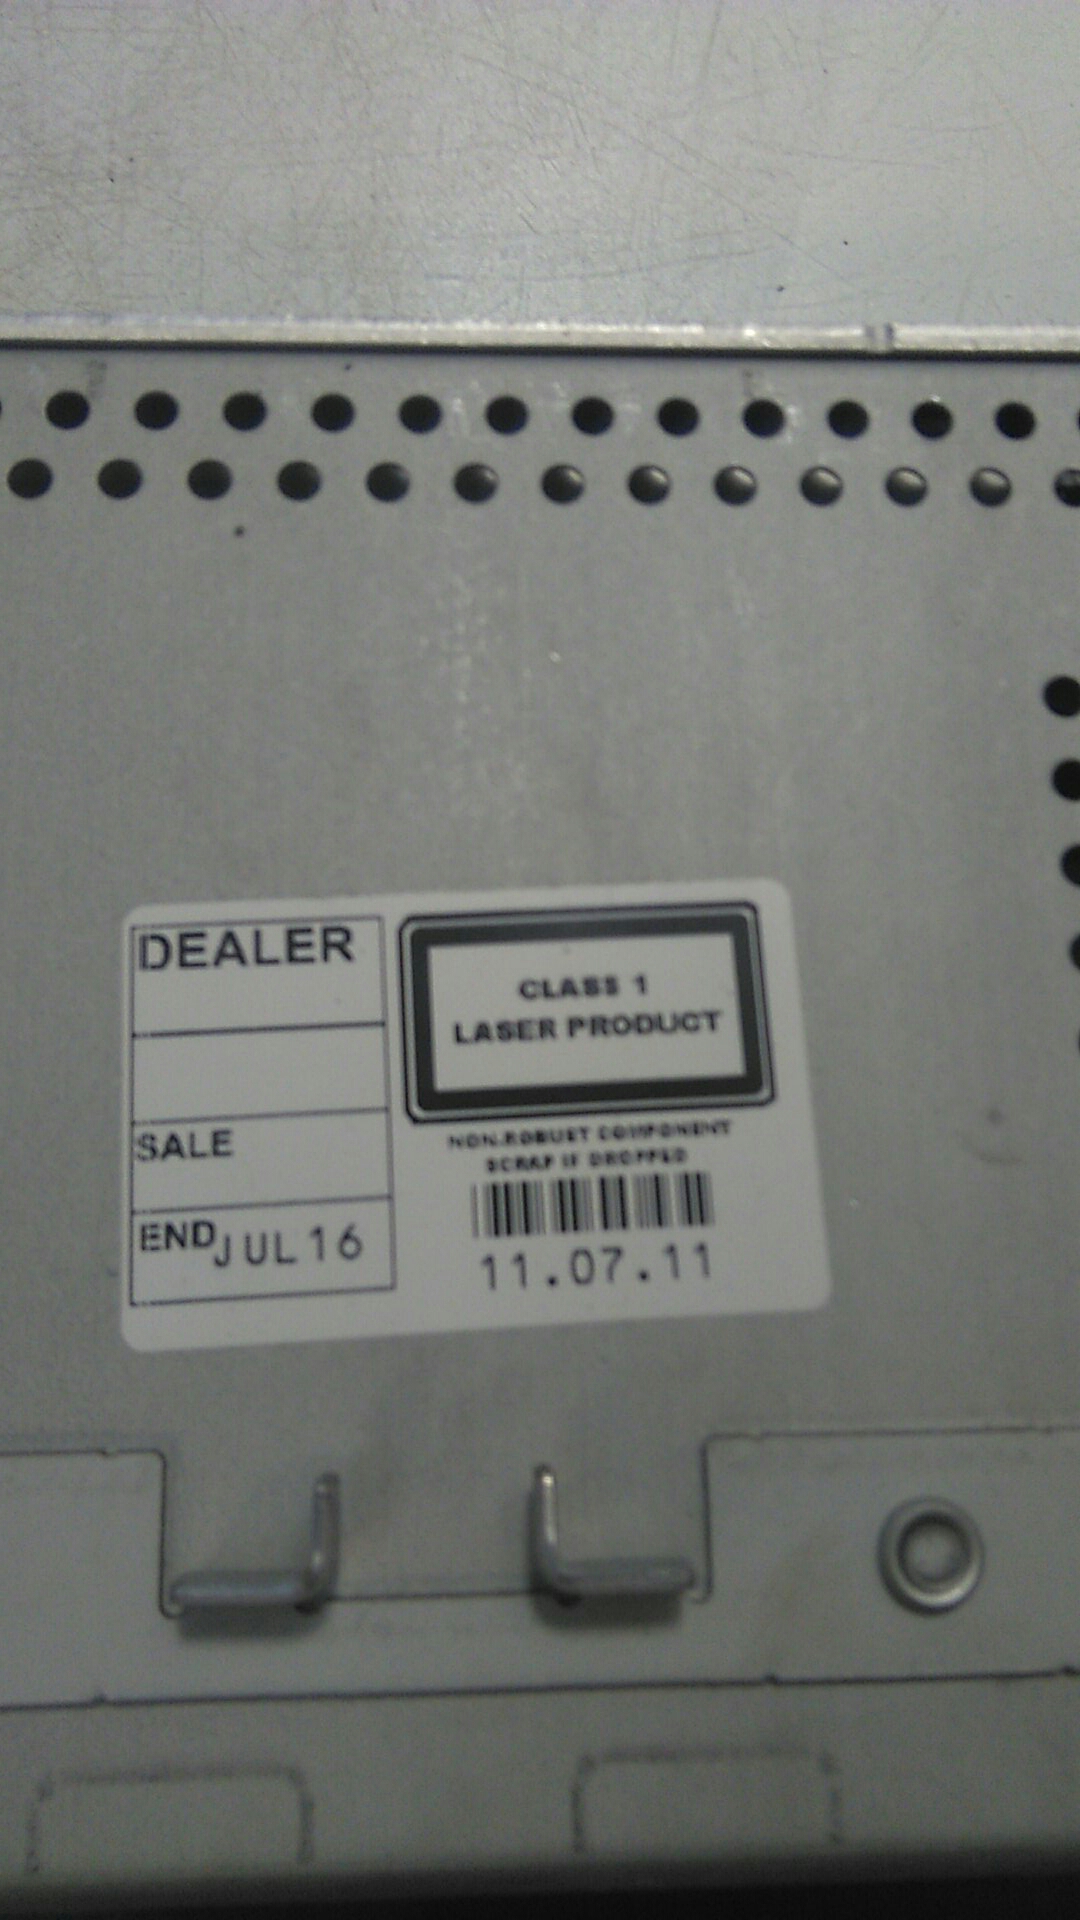 DEALER
SALE
END JUL 16
CLASS 1
LASER PRODUCT
NON.ROBUST COMPONENT
SCRAP IF DROPPED
11.07.11